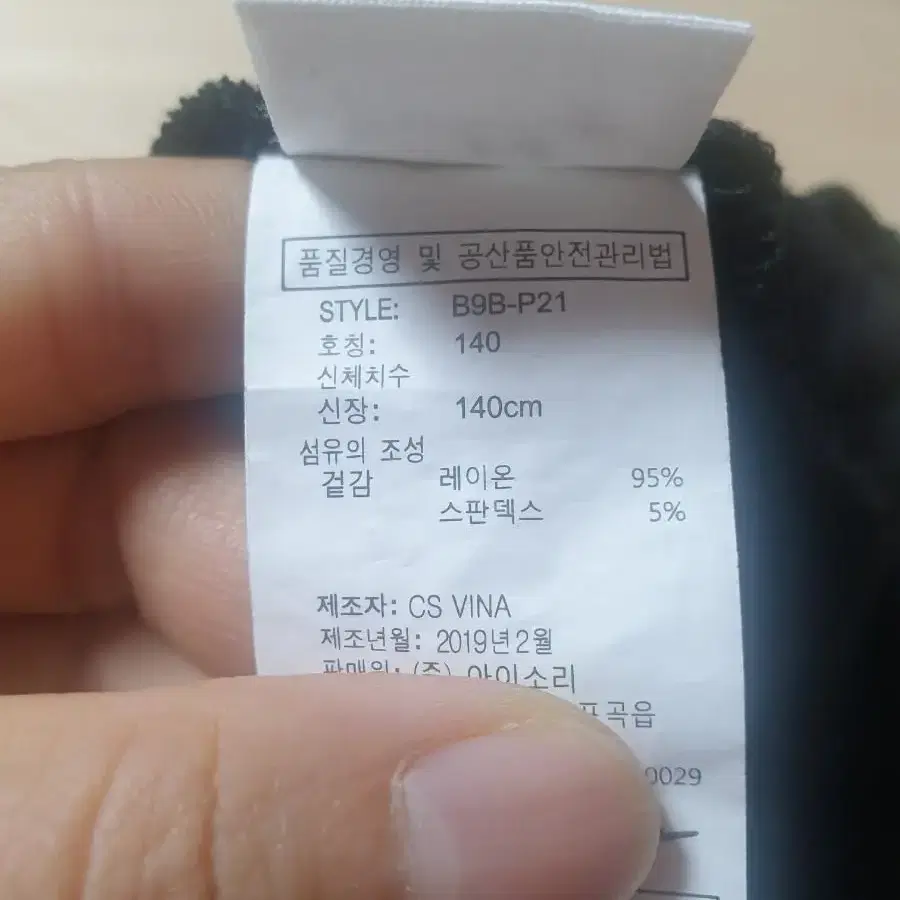 품질경영 및 공산품안전관리법
STYLE: B9B-P21
호칭: 140
신체치수
신장: 140cm
섬유의 조성
겉감 레이온 95%
스판덱스 5%
제조자: CS VINA
제조년월: 2019년 2월
판매원: (주) 아이소리
포곡읍
0029